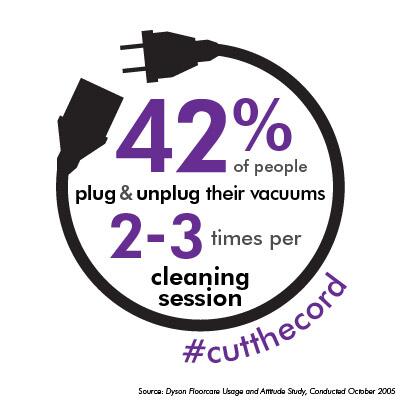 42%
of people
plug & unplug their vacuums
2-3 times per
cleaning
session
#cutthecord
Source: Dyson Floorcare Usage and Attitude Study, Conducted October 2005